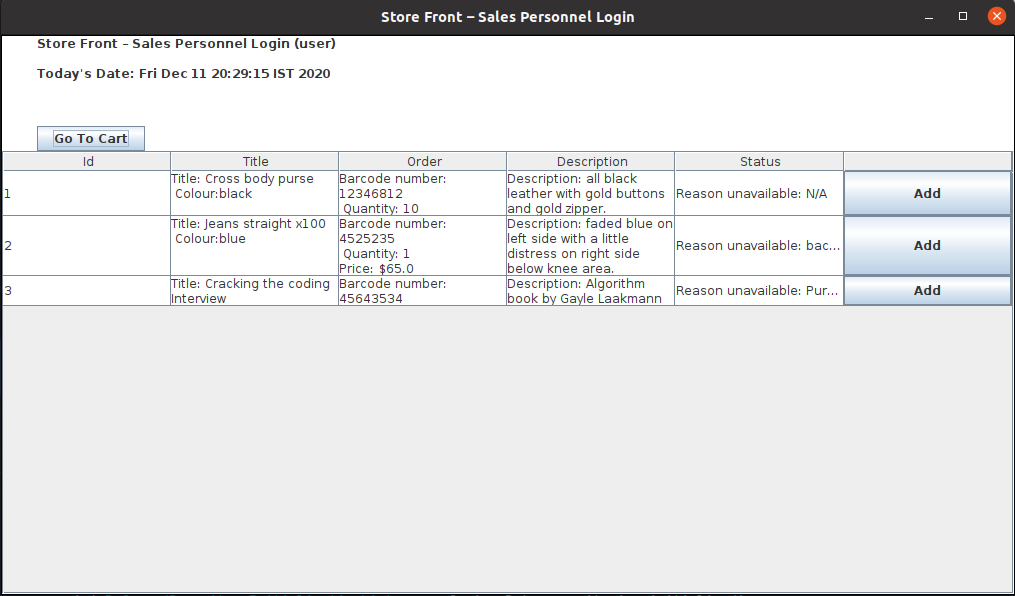 Store Front – Sales Personnel Login
Store Front – Sales Personnel Login (user)
Today's Date: Fri Dec 11 20:29:15 IST 2020
Go To Cart
Id Title Order Description Status
1
Title: Cross body purse
Colour:black
Barcode number:
12346812
Quantity: 10
Description: all black
leather with gold buttons
and gold zipper.
Reason unavailable: N/A
Add
2
Title: Jeans straight x100
Colour:blue
Barcode number:
4525235
Quantity: 1
Price: $65.0
Description: faded blue on
left side with a little
distress on right side
below knee area.
Reason unavailable: bac...
Add
3
Title: Cracking the coding
Interview
Barcode number:
45643534
Description: Algorithm
book by Gayle Laakmann
Reason unavailable: Pur...
Add